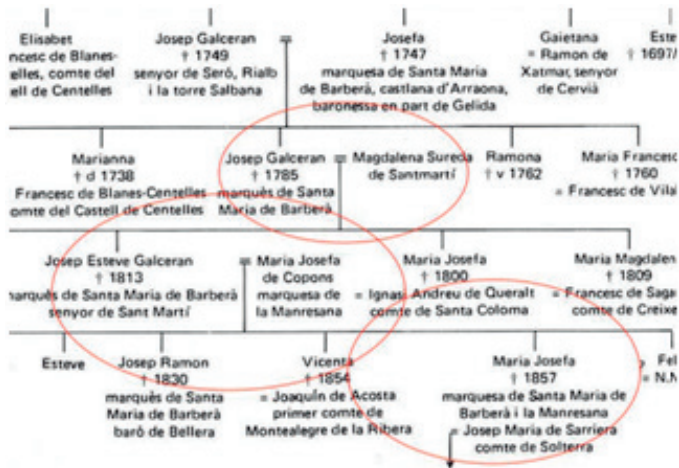 Elisabet
ncesc de Blanes-
elles, comte del
ell de Centelles
Josep Galceran
† 1749
senyor de Seró, Rialb
i la torre Salbana
=
Josefa
† 1747
marquesa de Santa Maria
de Barberà, castlana d'Arraona,
baronessa en part de Gelida
Gaietana
= Ramon de
Xatmar, senyor
de Cervià
Este
† 1697/
Marianna
† d 1738
Francesc de Blanes-Centelles
comte del Castell de Centelles
Josep Galceran
† 1785
marquès de Santa
Maria de Barberà
=
Magdalena Sureda
de Santmartí
Ramona
† v 1762
Maria Francesc
† 1760
= Francesc de Vila
Josep Esteve Galceran
† 1813
marquès de Santa Maria de Barberà
senyor de Sant Martí
=
Maria Josefa
de Copons
marquesa de
la Manresana
Maria Josefa
† 1800
= Ignasi Andreu de Queralt
comte de Santa Coloma
Maria Magdalen
† 1809
= Francesc de Saga
comte de Creixe
Esteve
Josep Ramon
† 1830
marquès de Santa
Maria de Barberà
baró de Bellera
Vicenta
† 1854
= Joaquín de Acosta
primer comte de
Montealegre de la Ribera
Maria Josefa
† 1857
marquesa de Santa Maria de
Barberà i la Manresana
= Josep Maria de Sarriera
comte de Solterra
Fel
= N.N